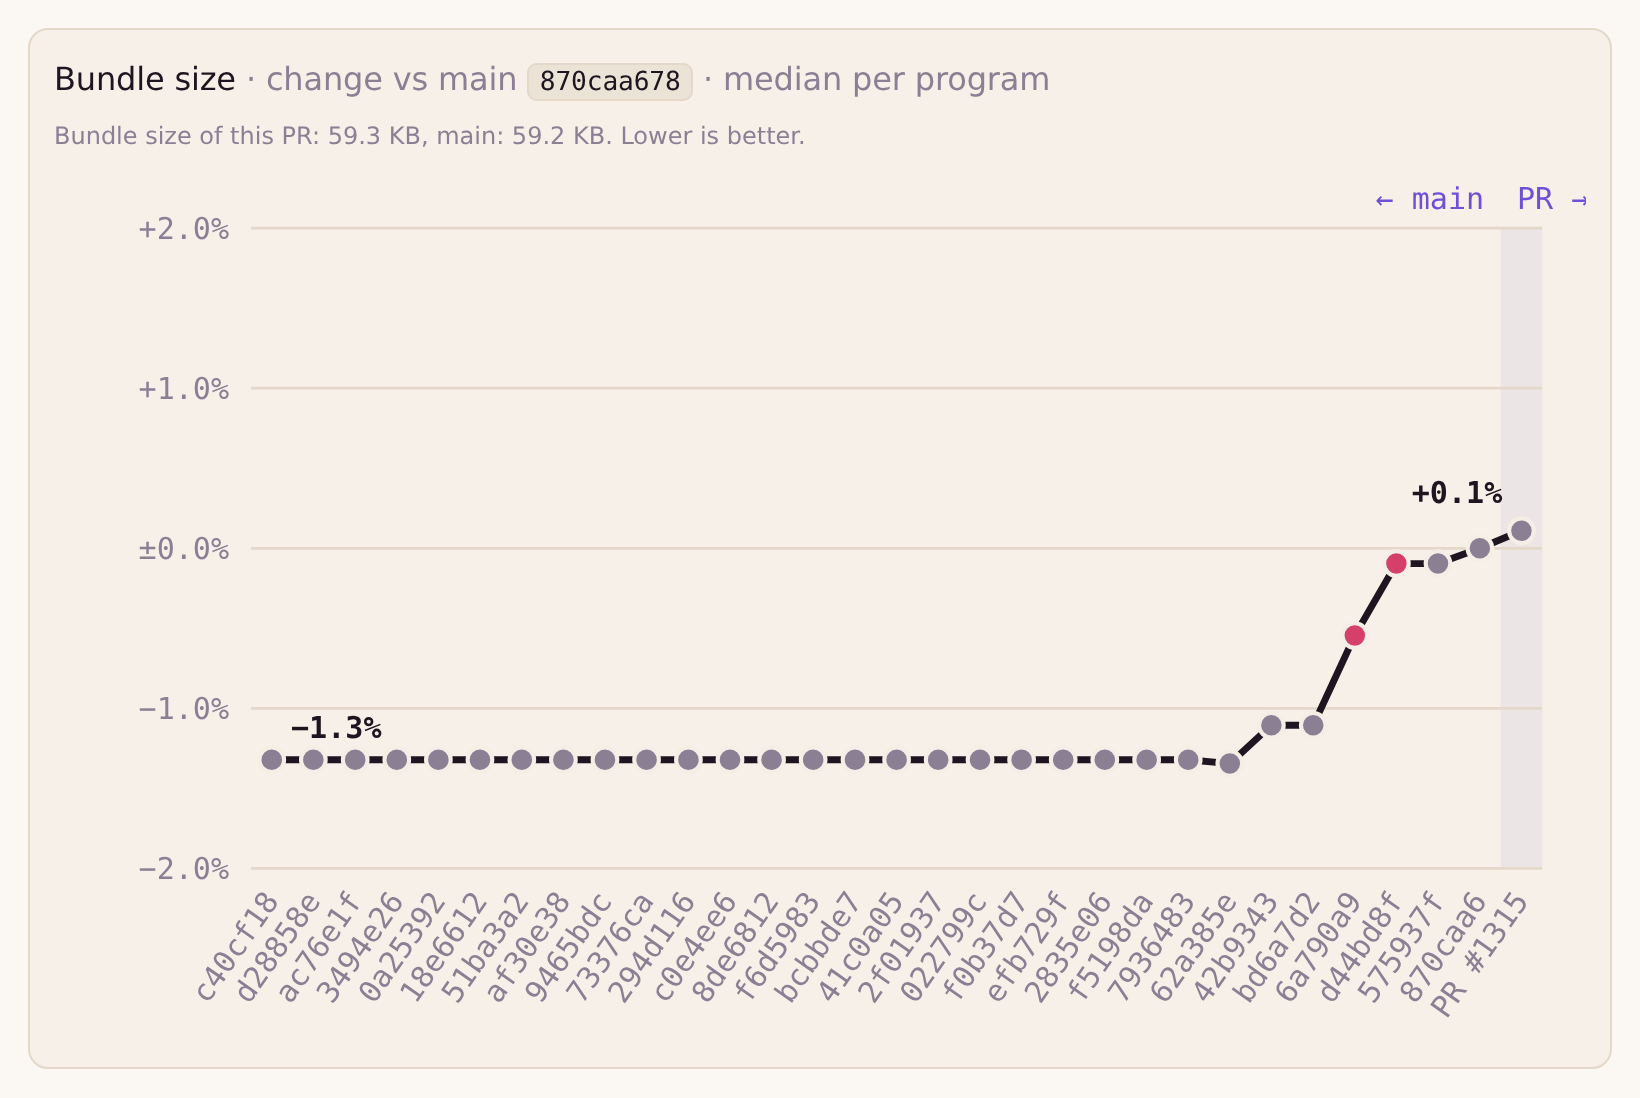 Bundle size · change vs main 870caa678 · median per program
Bundle size of this PR: 59.3 KB, main: 59.2 KB. Lower is better.
← main PR →
+2.0%
+1.0%
+0.1%
±0.0%
−1.0%
−1.3%
−2.0%
c40cf18
d28858e
ac76e1f
3494e26
0a25392
18e6612
51ba3a2
af30e38
9465bdc
73376ca
294d116
c0e4ee6
8de6812
f6d5983
bcbbde7
41c0a05
2f01937
022799c
f0b37d7
efb729f
2835e06
f5198da
7936483
62a385e
42b9343
bd6a7d2
6a790a9
d44bd8f
575937f
870caa6
PR #1315